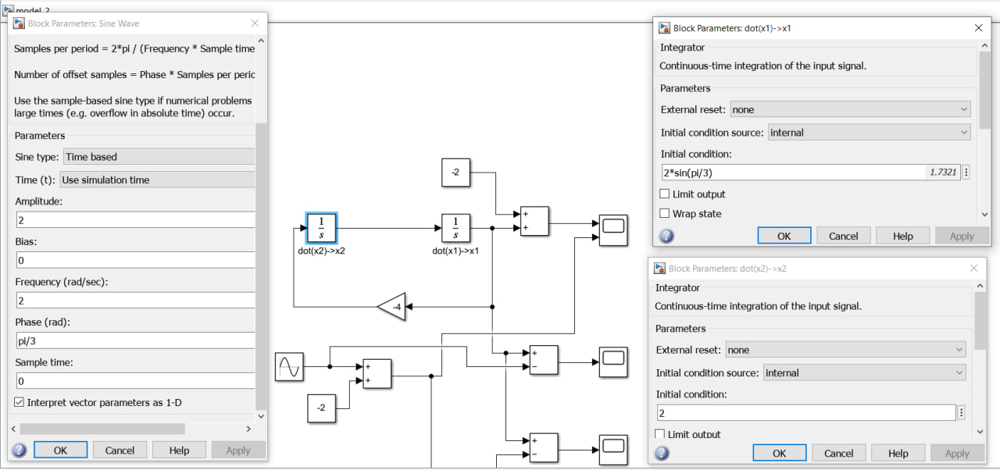 model_2
Block Parameters: Sine Wave
Samples per period = 2*pi / (Frequency * Sample time
Number of offset samples = Phase * Samples per peric
Use the sample-based sine type if numerical problems
large times (e.g. overflow in absolute time) occur.
Parameters
Sine type: Time based
Time (t): Use simulation time
Amplitude:
2
Bias:
0
Frequency (rad/sec):
2
Phase (rad):
pi/3
Sample time:
0
Interpret vector parameters as 1-D
OK Cancel Help Apply
-2
+
+
1
s
dot(x2)->x2
1
s
dot(x1)->x1
-4
+
+
-2
+
−
+
−
Block Parameters: dot(x1)->x1
Integrator
Continuous-time integration of the input signal.
Parameters
External reset: none
Initial condition source: internal
Initial condition:
2*sin(pi/3) 1.7321
Limit output
Wrap state
OK Cancel Help Apply
Block Parameters: dot(x2)->x2
Integrator
Continuous-time integration of the input signal.
Parameters
External reset: none
Initial condition source: internal
Initial condition:
2
Limit output
OK Cancel Help Apply